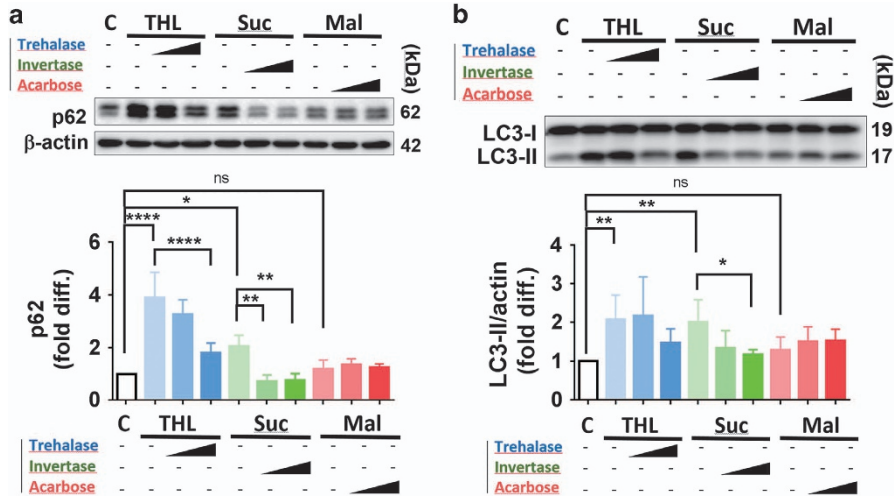 a
C THL Suc Mal
Trehalase - - - - - - - -
Invertase - - - - - - - -
Acarbose - - - - - - - -
(kDa)
p62 62
β-actin 42
ns
*
****
****
**
**
6
4
2
0
p62
(fold diff.)
C THL Suc Mal
Trehalase - - - - - - - -
Invertase - - - - - - - -
Acarbose - - - - - - - -
b
C THL Suc Mal
Trehalase - - - - - - - -
Invertase - - - - - - - -
Acarbose - - - - - - - -
(kDa)
LC3-I 19
LC3-II 17
ns
**
**
*
4
3
2
1
0
LC3-II/actin
(fold diff.)
C THL Suc Mal
Trehalase - - - - - - - -
Invertase - - - - - - - -
Acarbose - - - - - - - -